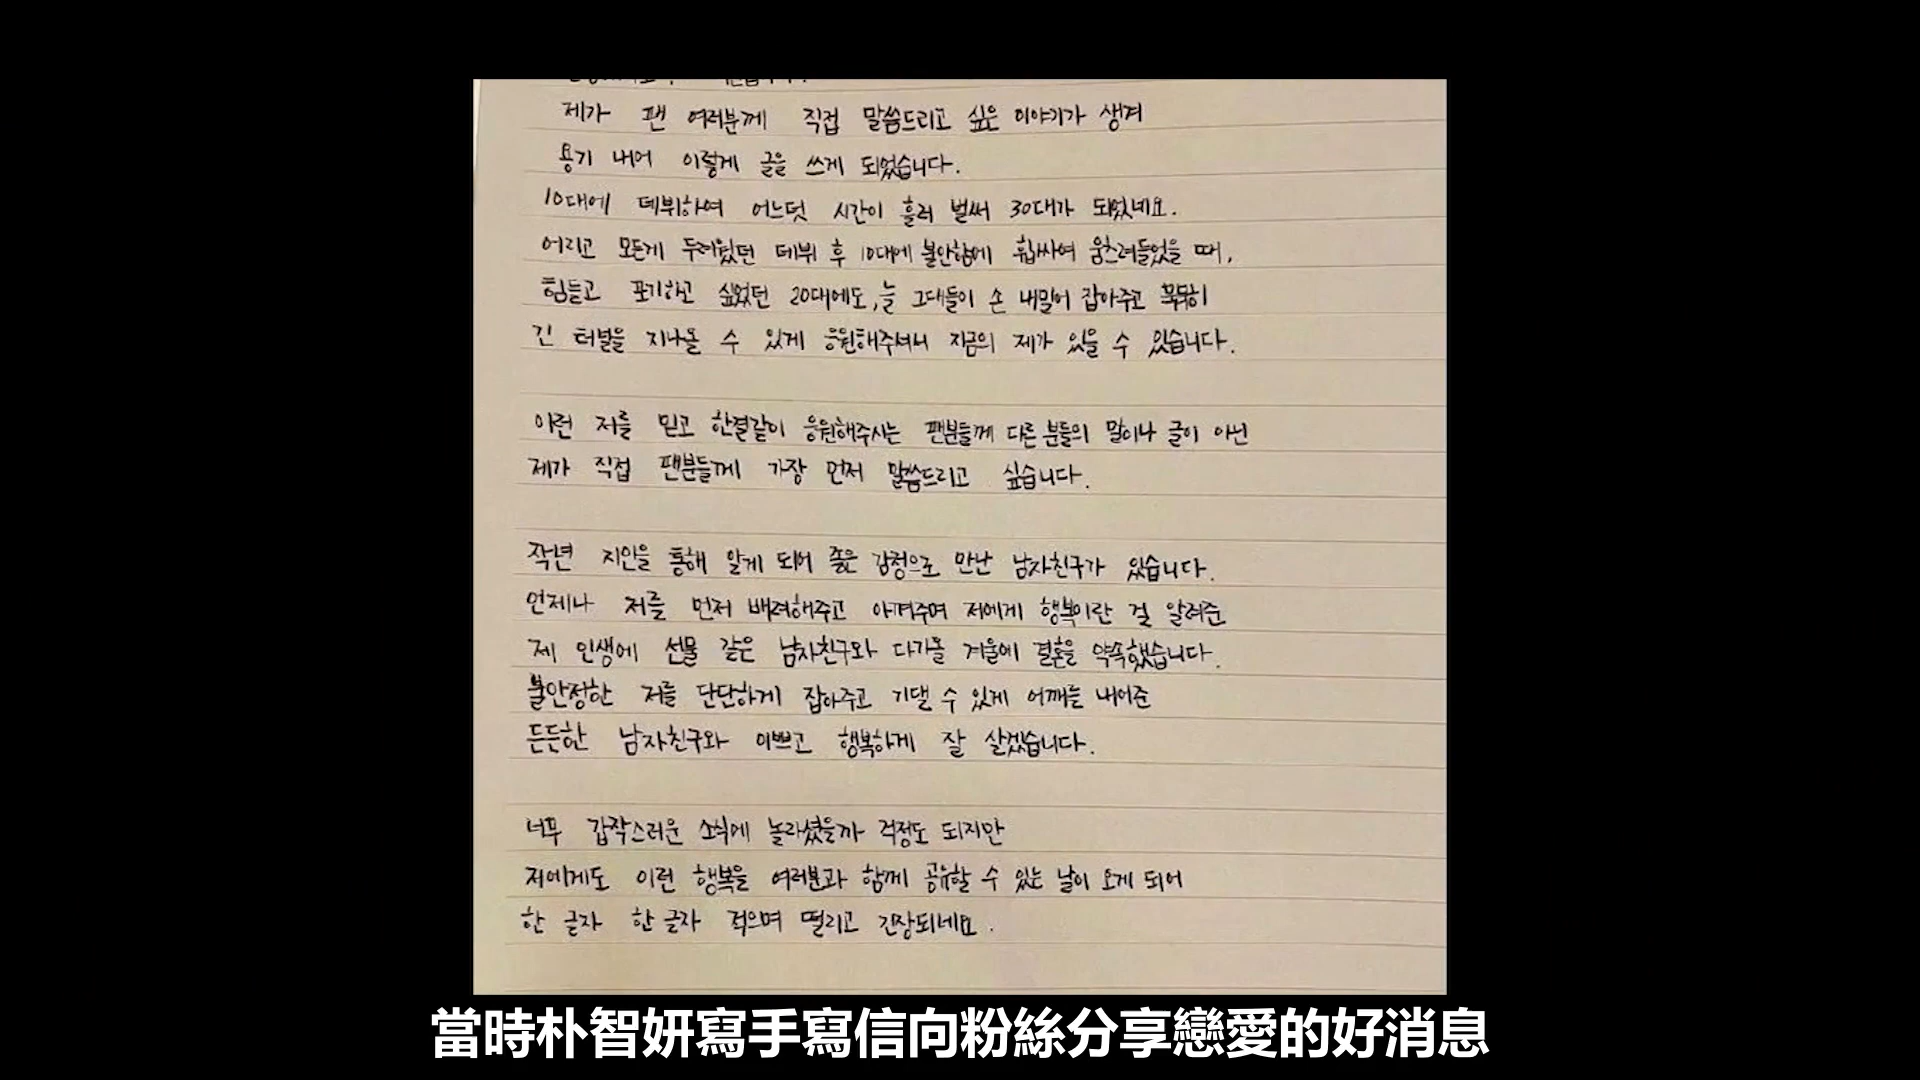 제가 팬 여러분께 직접 말씀드리고 싶은 이야기가 생겨
용기 내어 이렇게 글을 쓰게 되었습니다.
10대에 데뷔하여 어느덧 시간이 흘러 벌써 30대가 되었네요.
어리고 모든게 두려웠던 데뷔 후 10대에 불안함에 휩싸여 움츠려들었을 때,
힘들고 포기하고 싶었던 20대에도, 늘 그대들이 손 내밀어 잡아주고 묵묵히
긴 터널을 지나올 수 있게 응원해주셔서 지금의 제가 있을 수 있습니다.
이런 저를 믿고 한결같이 응원해주시는 팬분들께 다른 분들의 말이나 글이 아닌
제가 직접 팬분들께 가장 먼저 말씀드리고 싶습니다.
작년 지인을 통해 알게 되어 좋은 감정으로 만난 남자친구가 있습니다.
언제나 저를 먼저 배려해주고 아껴주며 저에게 행복이란 걸 알려준
제 인생에 선물 같은 남자친구와 다가올 겨울에 결혼을 약속했습니다.
불안정한 저를 단단하게 잡아주고 기댈 수 있게 어깨를 내어준
든든한 남자친구와 이쁘고 행복하게 잘 살겠습니다.
너무 갑작스러운 소식에 놀라셨을까 걱정도 되지만
저에게도 이런 행복을 여러분과 함께 공유할 수 있는 날이 오게 되어
한 글자 한 글자 적으며 떨리고 긴장되네요.
當時朴智妍寫手寫信向粉絲分享戀愛的好消息